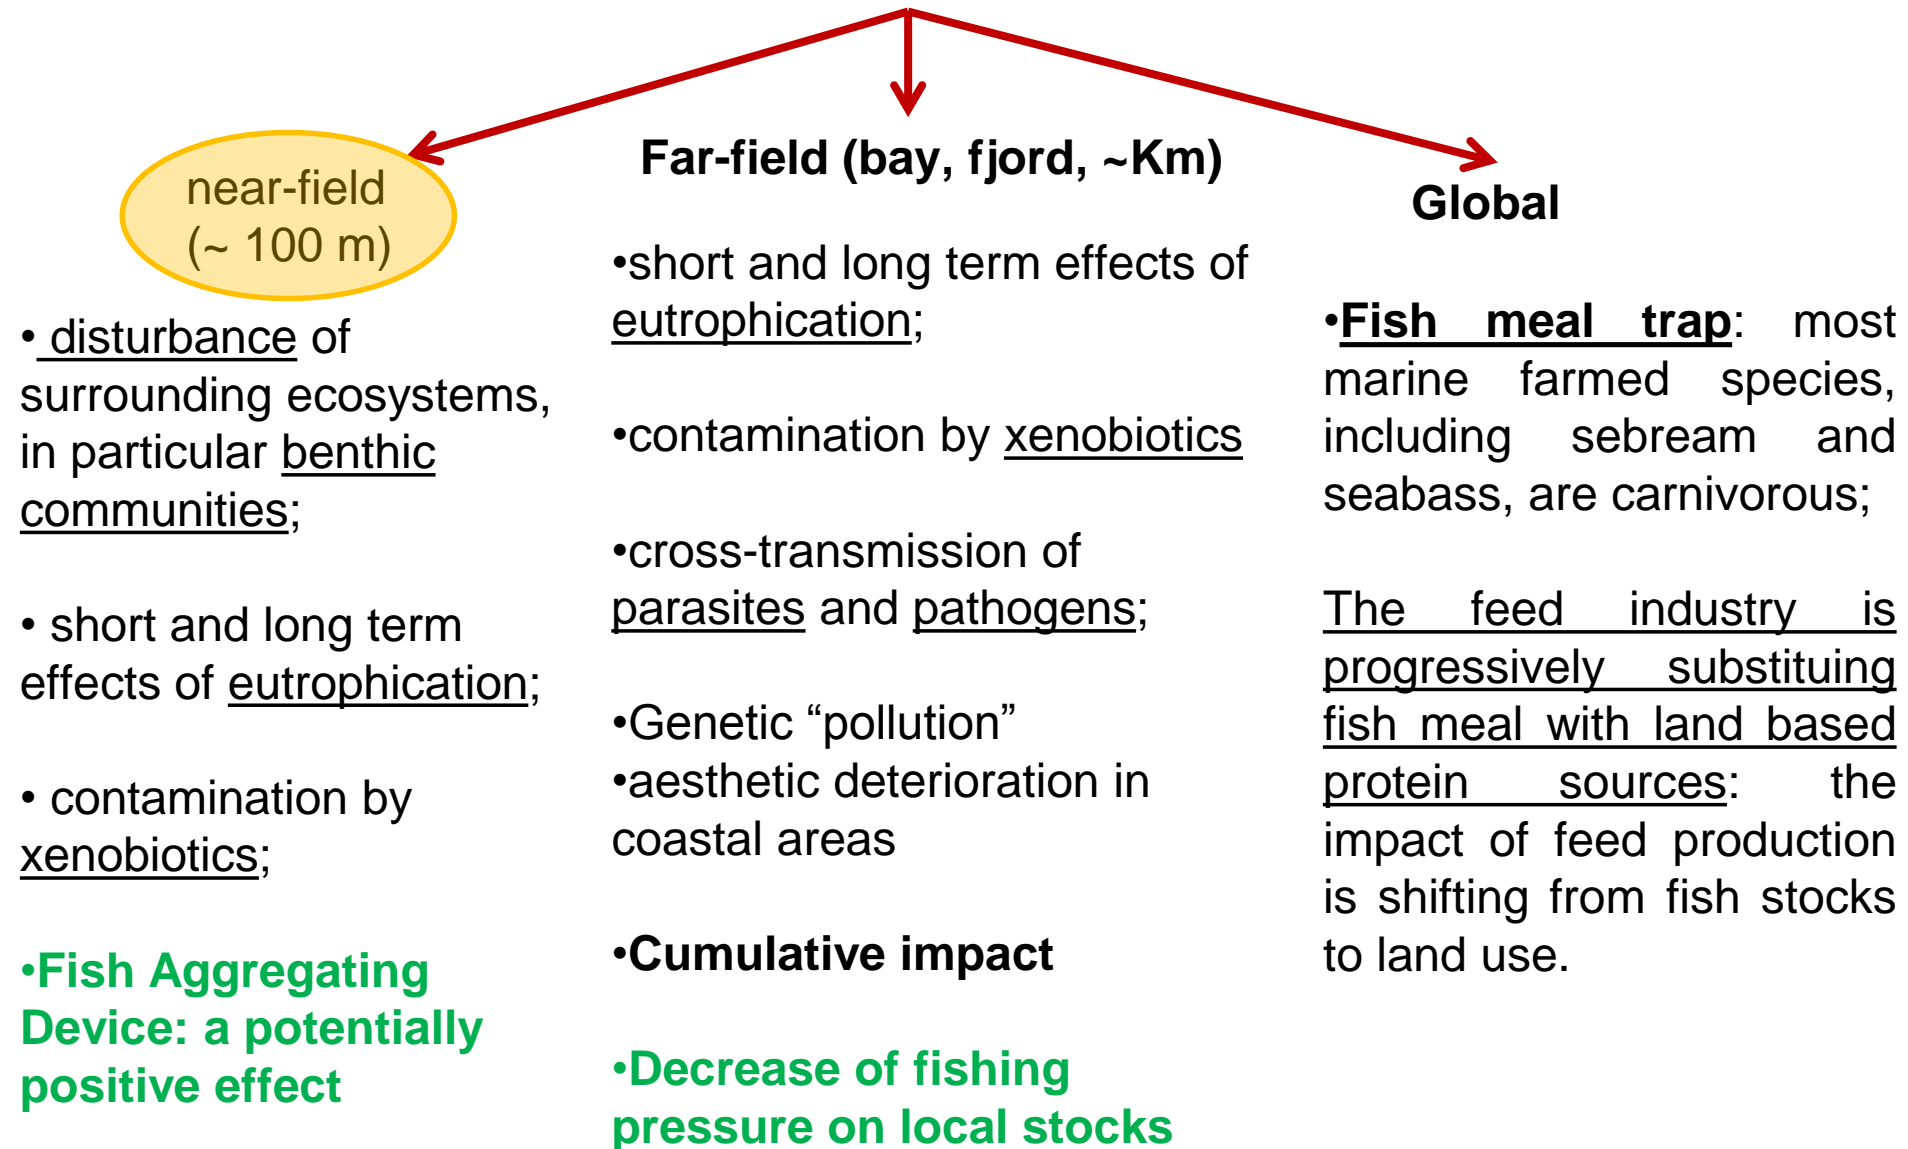 near-field
(~ 100 m)
• disturbance of
surrounding ecosystems,
in particular benthic
communities;
• short and long term
effects of eutrophication;
• contamination by
xenobiotics;
•Fish Aggregating
Device: a potentially
positive effect
Far-field (bay, fjord, ~Km)
•short and long term effects of
eutrophication;
•contamination by xenobiotics
•cross-transmission of
parasites and pathogens;
•Genetic “pollution”
•aesthetic deterioration in
coastal areas
•Cumulative impact
•Decrease of fishing
pressure on local stocks
Global
•Fish meal trap: most
marine farmed species,
including sebream and
seabass, are carnivorous;
The feed industry is
progressively substituing
fish meal with land based
protein sources: the
impact of feed production
is shifting from fish stocks
to land use.